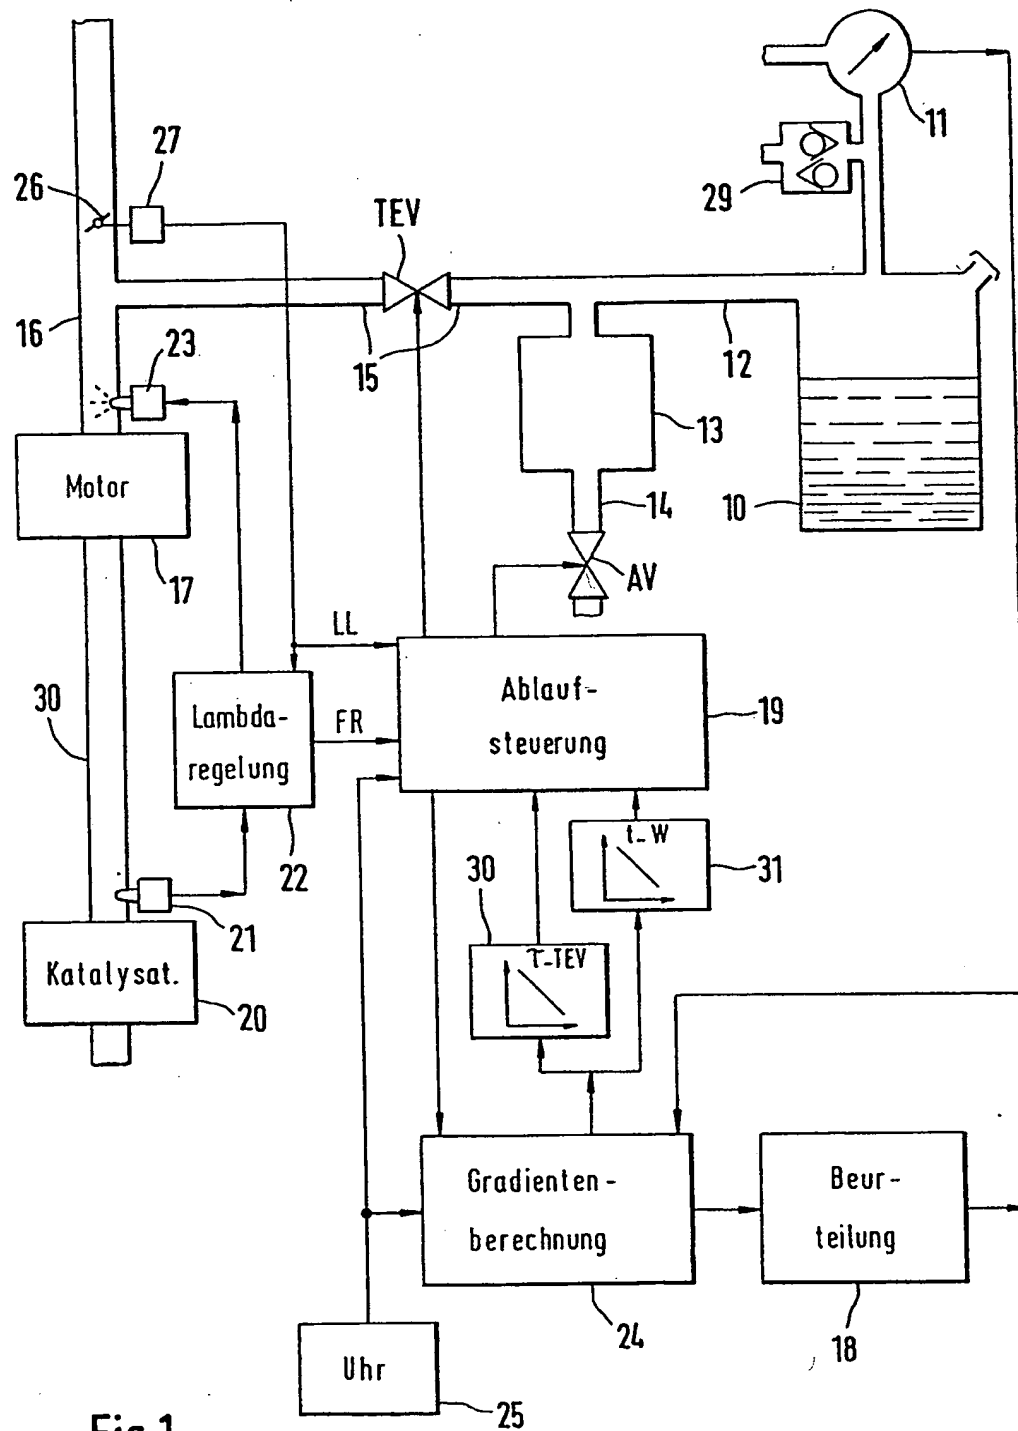 11
27
29
26
TEV
16
23
15
12
13
Motor
10
14
AV
17
LL
30
Lambda-
regelung
FR
Ablauf-
steuerung
19
22
t-W
31
30
21
τ-TEV
Katalysat.
20
Gradienten-
berechnung
Beur-
teilung
24
18
Uhr
25
Fig.1